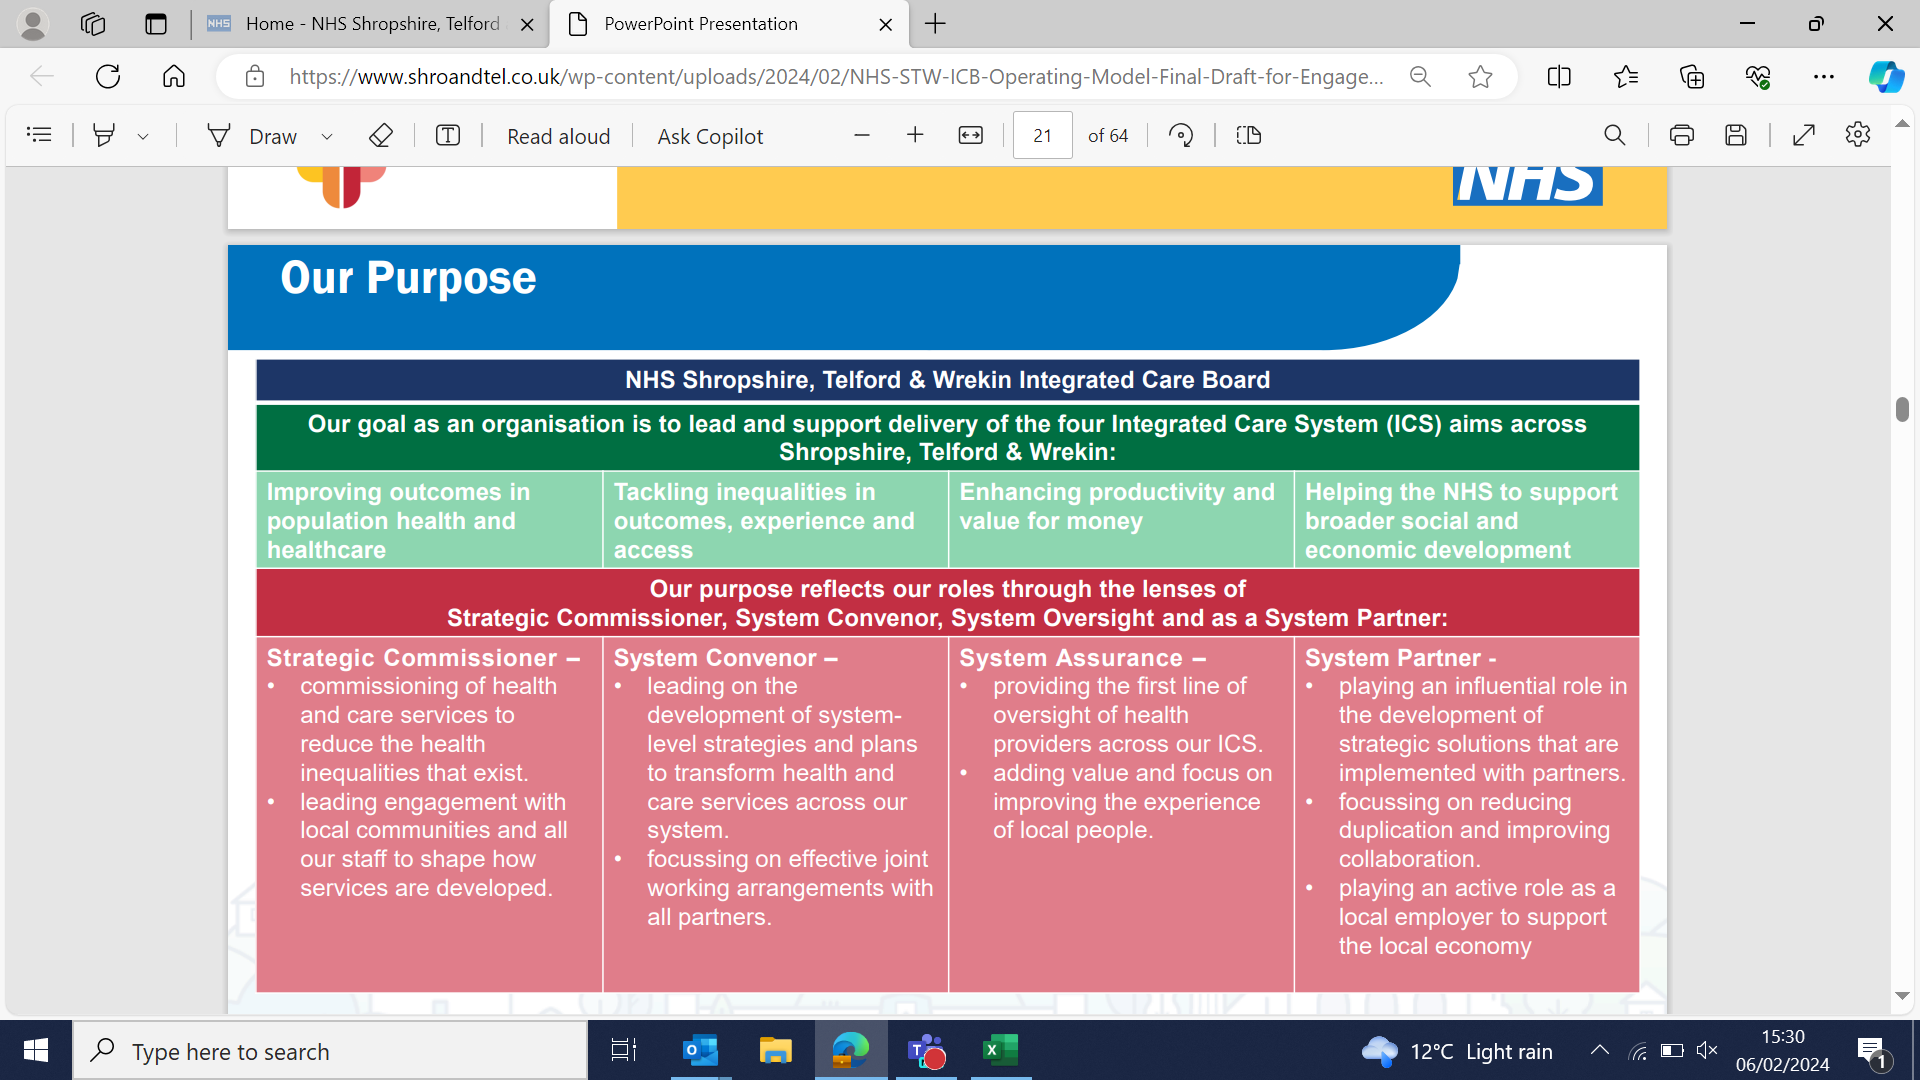 NHS Home - NHS Shropshire, Telford
PowerPoint Presentation
https://www.shroandtel.co.uk/wp-content/uploads/2024/02/NHS-STW-ICB-Operating-Model-Final-Draft-for-Engage...
Draw
Read aloud
Ask Copilot
21 of 64
NHS
Our Purpose
NHS Shropshire, Telford & Wrekin Integrated Care Board
Our goal as an organisation is to lead and support delivery of the four Integrated Care System (ICS) aims across
Shropshire, Telford & Wrekin:
Improving outcomes in
population health and
healthcare
Tackling inequalities in
outcomes, experience and
access
Enhancing productivity and
value for money
Helping the NHS to support
broader social and
economic development
Our purpose reflects our roles through the lenses of
Strategic Commissioner, System Convenor, System Oversight and as a System Partner:
Strategic Commissioner –
• commissioning of health
and care services to
reduce the health
inequalities that exist.
• leading engagement with
local communities and all
our staff to shape how
services are developed.
System Convenor –
• leading on the
development of system-
level strategies and plans
to transform health and
care services across our
system.
• focussing on effective joint
working arrangements with
all partners.
System Assurance –
• providing the first line of
oversight of health
providers across our ICS.
• adding value and focus on
improving the experience
of local people.
System Partner -
• playing an influential role in
the development of
strategic solutions that are
implemented with partners.
• focussing on reducing
duplication and improving
collaboration.
• playing an active role as a
local employer to support
the local economy
Type here to search
12°C Light rain
15:30
06/02/2024
1